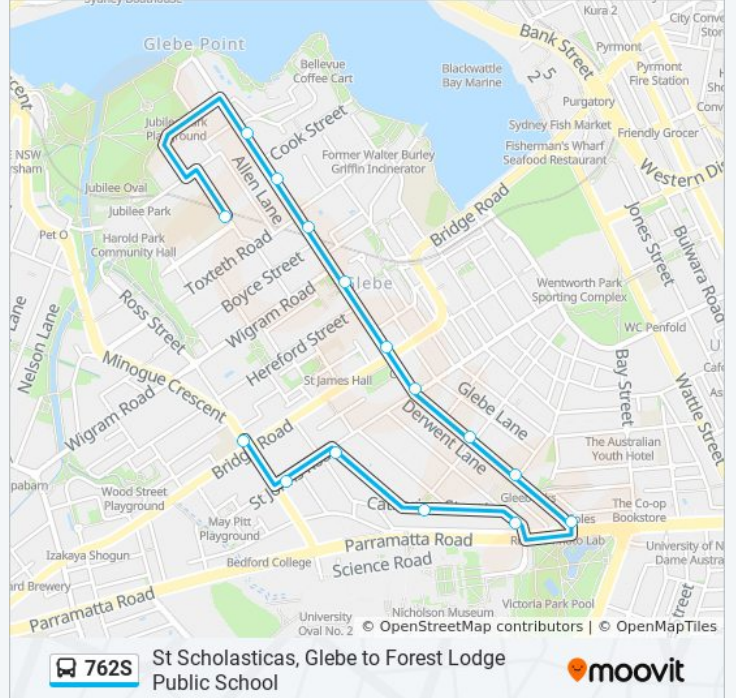 Glebe Point
Kura 2
City Conve
Store
Bank Street
Pyrmont
Bellevue
Coffee Cart
Blackwattle
Bay Marine
5
2
Pyrmont
Fire Station
Purgatory
Jubilee Park
Playground
Cook Street
Sydney Fish Market
Friendly Grocer
Fisherman's Wharf
Seafood Restaurant
Former Walter Burley
Griffin Incinerator
Allen Lane
Western Dis
Jubilee Oval
Jubilee Park
Pet O
Harold Park
Community Hall
Bridge Road
Jones Street
Bulwara Road
Toxteth Road
Boyce Street
Wigram Road
Glebe
Wentworth Park
Sporting Complex
Ross Street
Nelson Lane
Lane
Hereford Street
WC Penfold
Minogue Crescent
St James Hall
Bay Street
Wattle Street
Glebe Lane
Derwent Lane
Wigram Road
Bridge Road
The Australian
Youth Hotel
Wood Street
Playground
The Co-op
Bookstore
May Pitt
Playground
Izakaya Shogun
Parramatta Road
Science Road
Bedford College
University of N
Dame Austra
Parramatta Road
Nicholson Museum
Victoria Park Pool
University
Oval No. 2
© OpenStreetMap contributors | © OpenMapTiles
762S
St Scholasticas, Glebe to Forest Lodge
Public School
moovit